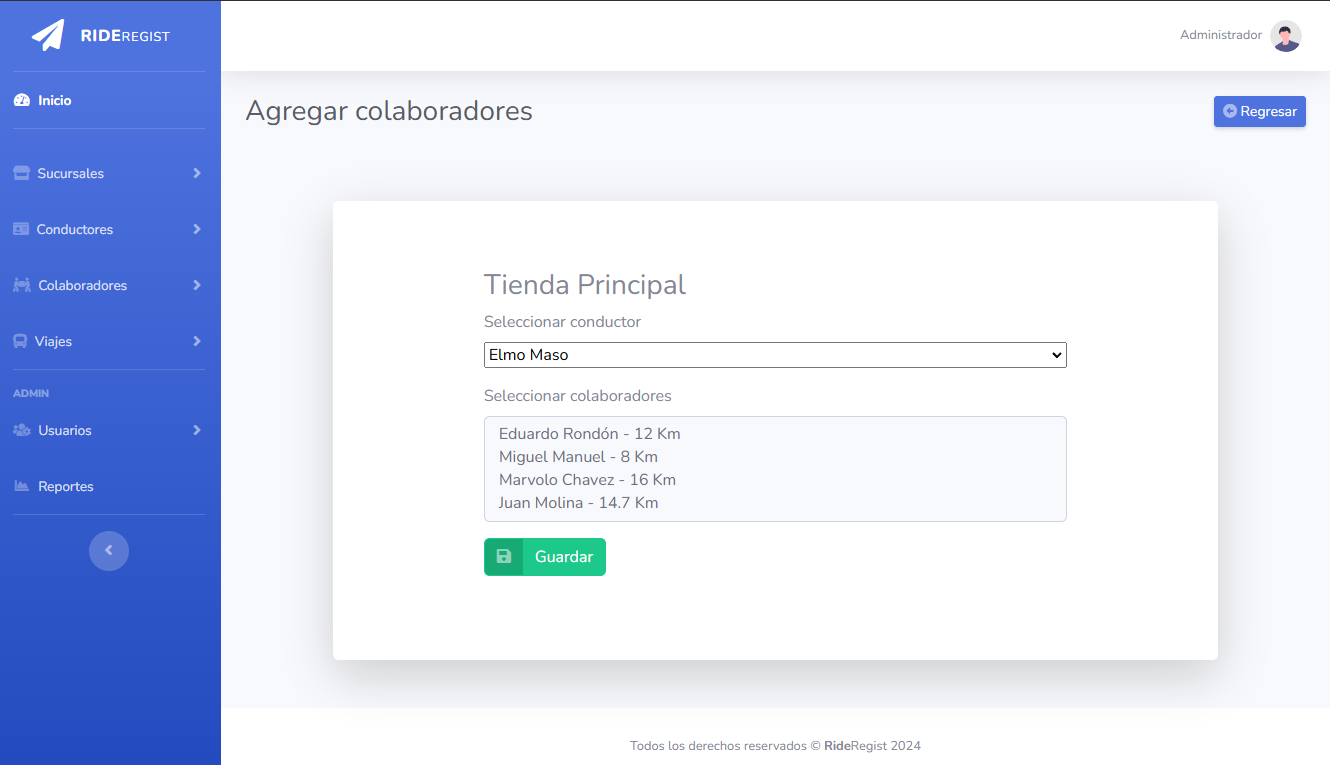 RIDEREGIST
Administrador
Inicio
Agregar colaboradores
Regresar
Sucursales
Conductores
Colaboradores
Viajes
ADMIN
Usuarios
Reportes
Tienda Principal
Seleccionar conductor
Elmo Maso
Seleccionar colaboradores
Eduardo Rondón - 12 Km
Miguel Manuel - 8 Km
Marvolo Chavez - 16 Km
Juan Molina - 14.7 Km
Guardar
Todos los derechos reservados © RideRegist 2024